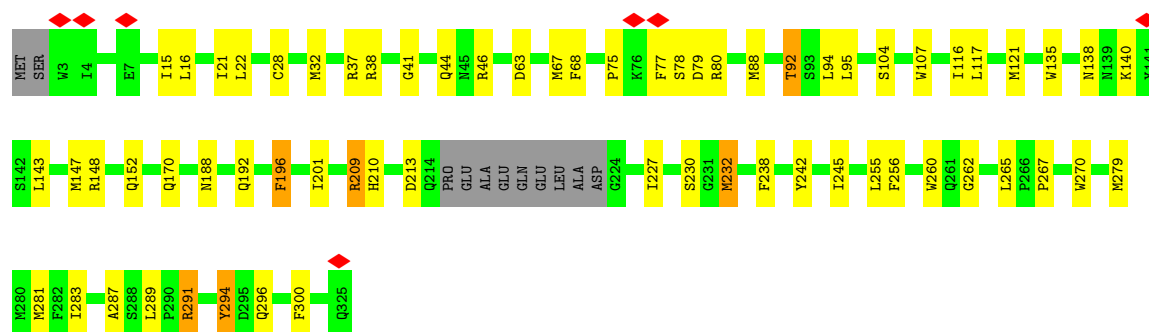 MET SER W3 I4 E7 I15 L16 I21 L22 C28 M32 R37 R38 G41 Q44 N45 R46 D63 M67 F68 P75 K76 F77 S78 D79 R80 M88 T92 S93 L94 L95 S104 W107 I116 L117 M121 W135 N138 N139 K140 Y141
S142 L143 M147 R148 Q152 Q170 N188 Q192 F196 I201 R209 H210 D213 Q214 PRO GLU ALA GLU GLN GLU LEU ALA ASP G224 I227 S230 G231 M232 F238 Y242 I245 L255 F256 W260 Q261 G262 L265 P266 P267 W270 M279
M280 M281 F282 I283 A287 S288 L289 P290 R291 Y294 D295 Q296 F300 Q325